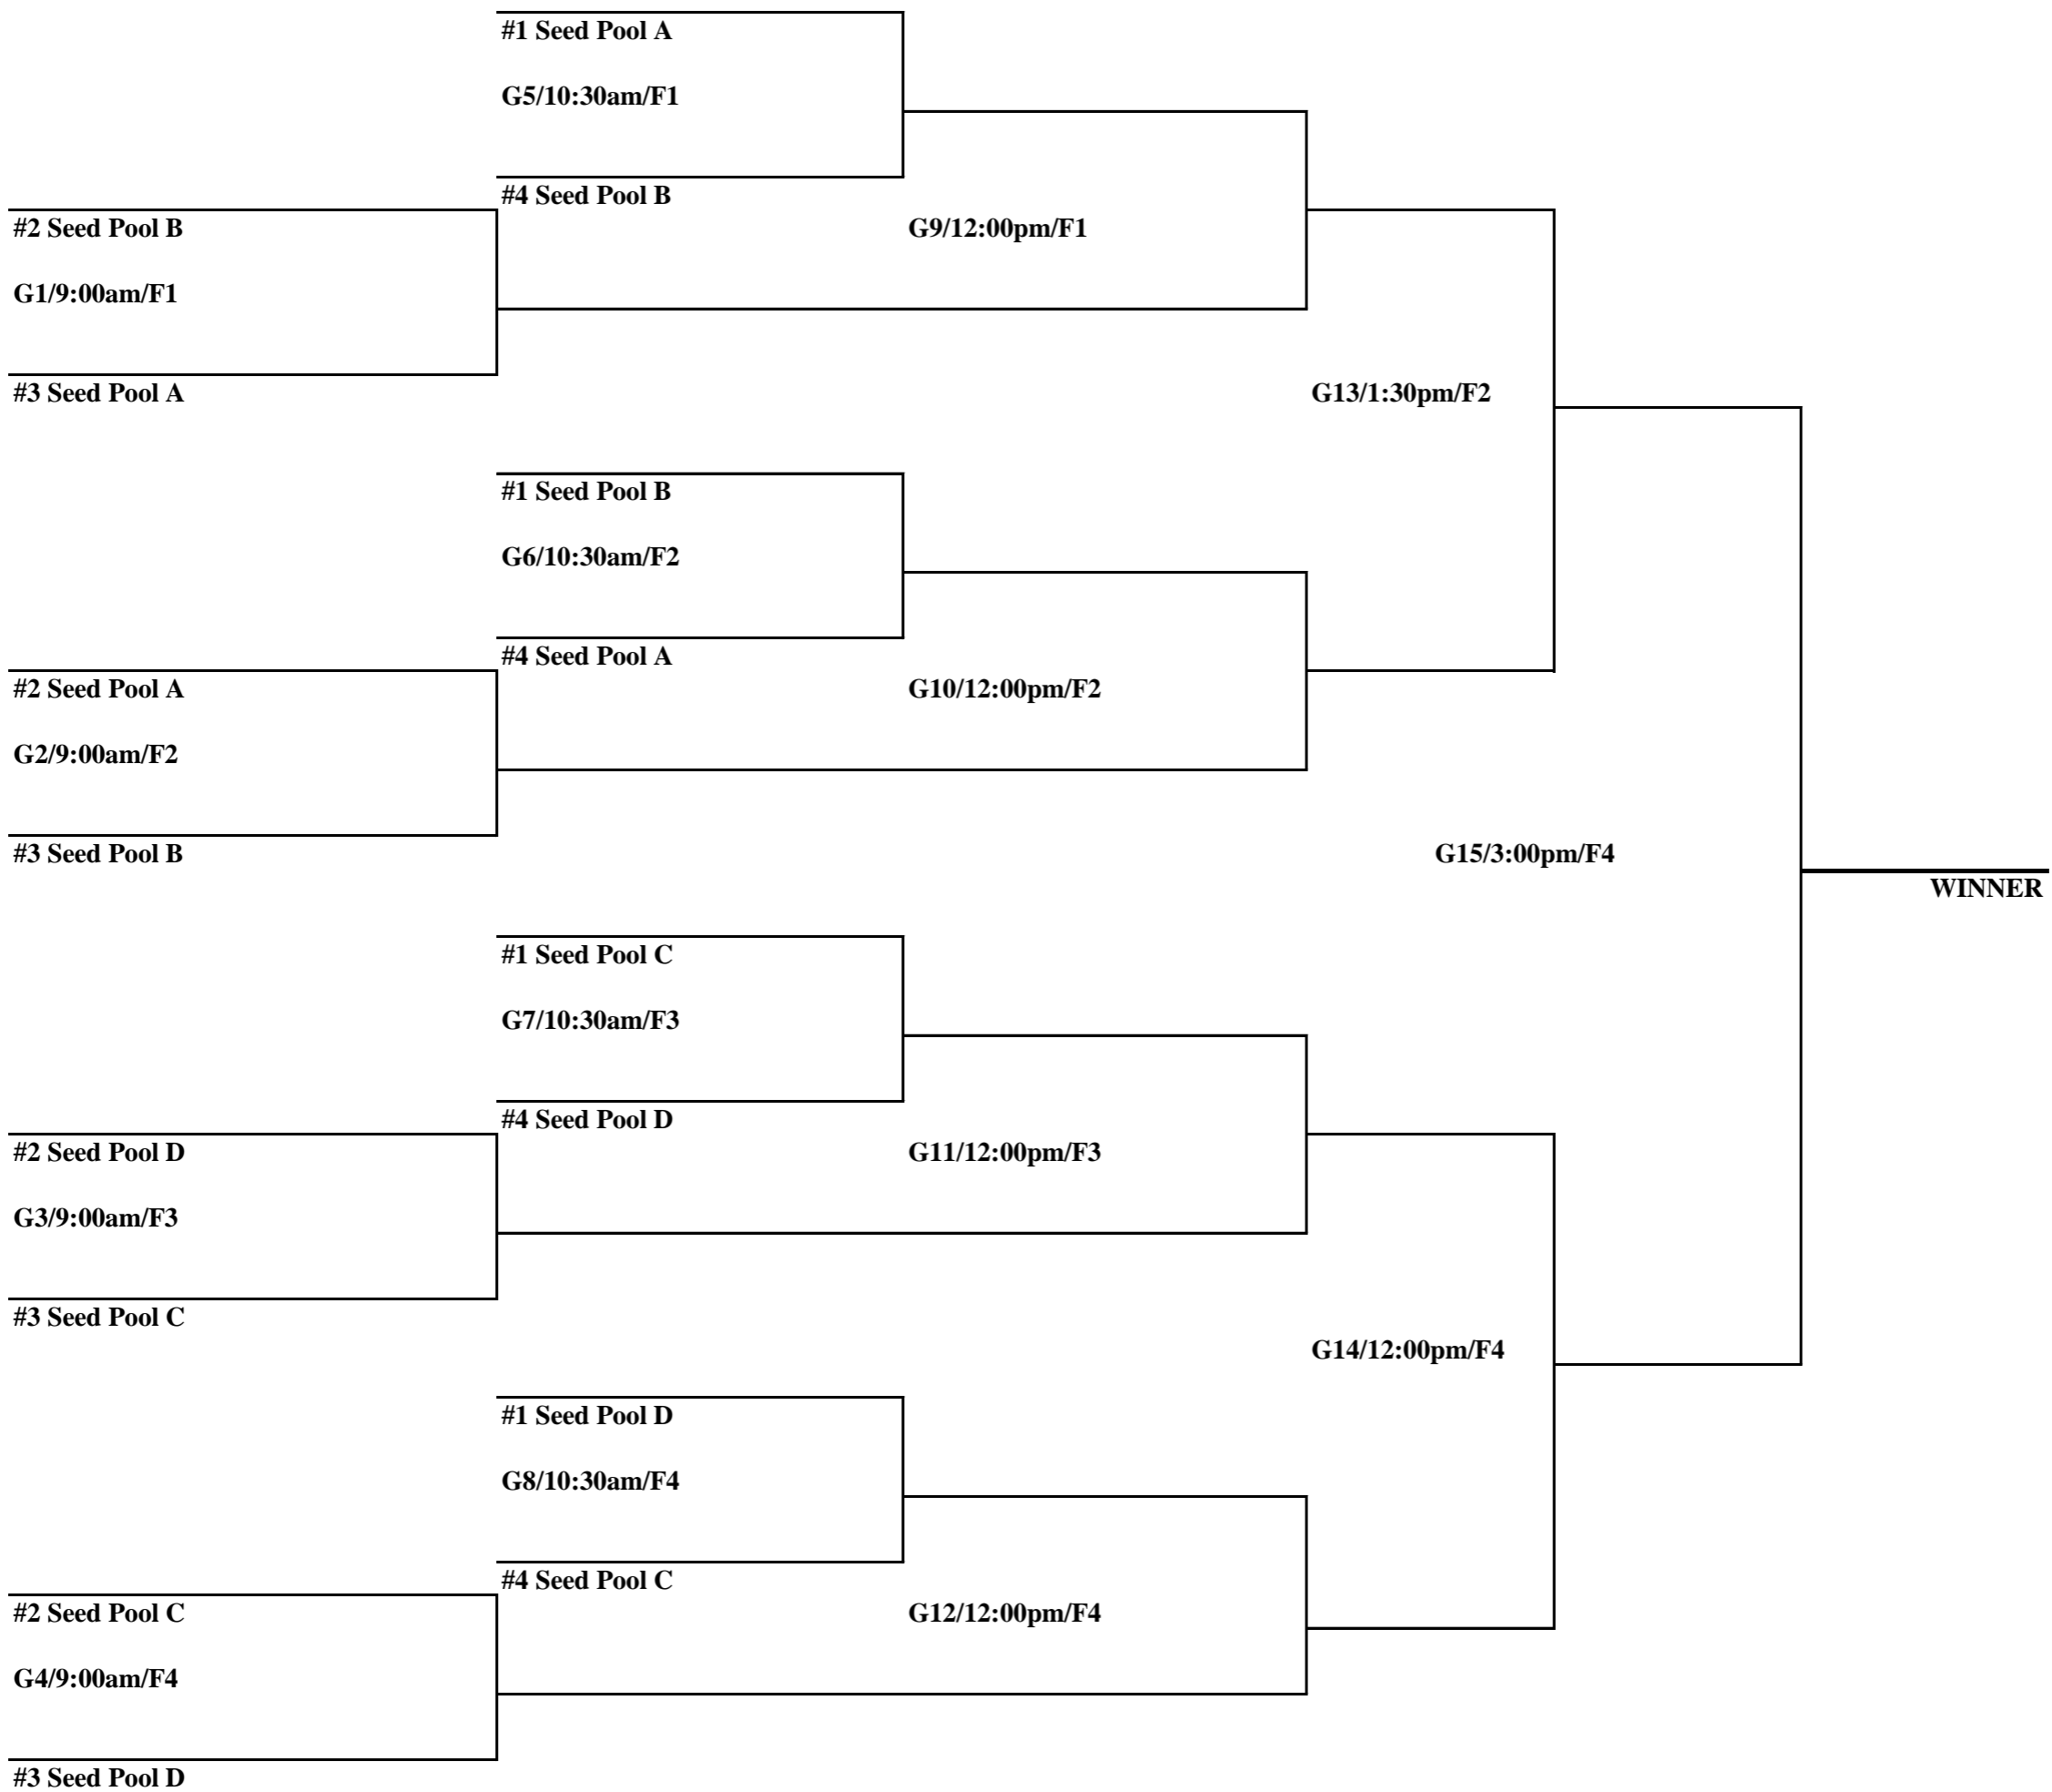 #1 Seed Pool A
G5/10:30am/F1
#4 Seed Pool B
#2 Seed Pool B
G9/12:00pm/F1
G1/9:00am/F1
#3 Seed Pool A
G13/1:30pm/F2
#1 Seed Pool B
G6/10:30am/F2
#4 Seed Pool A
#2 Seed Pool A
G10/12:00pm/F2
G2/9:00am/F2
#3 Seed Pool B
G15/3:00pm/F4
WINNER
#1 Seed Pool C
G7/10:30am/F3
#4 Seed Pool D
#2 Seed Pool D
G11/12:00pm/F3
G3/9:00am/F3
#3 Seed Pool C
G14/12:00pm/F4
#1 Seed Pool D
G8/10:30am/F4
#4 Seed Pool C
#2 Seed Pool C
G12/12:00pm/F4
G4/9:00am/F4
#3 Seed Pool D